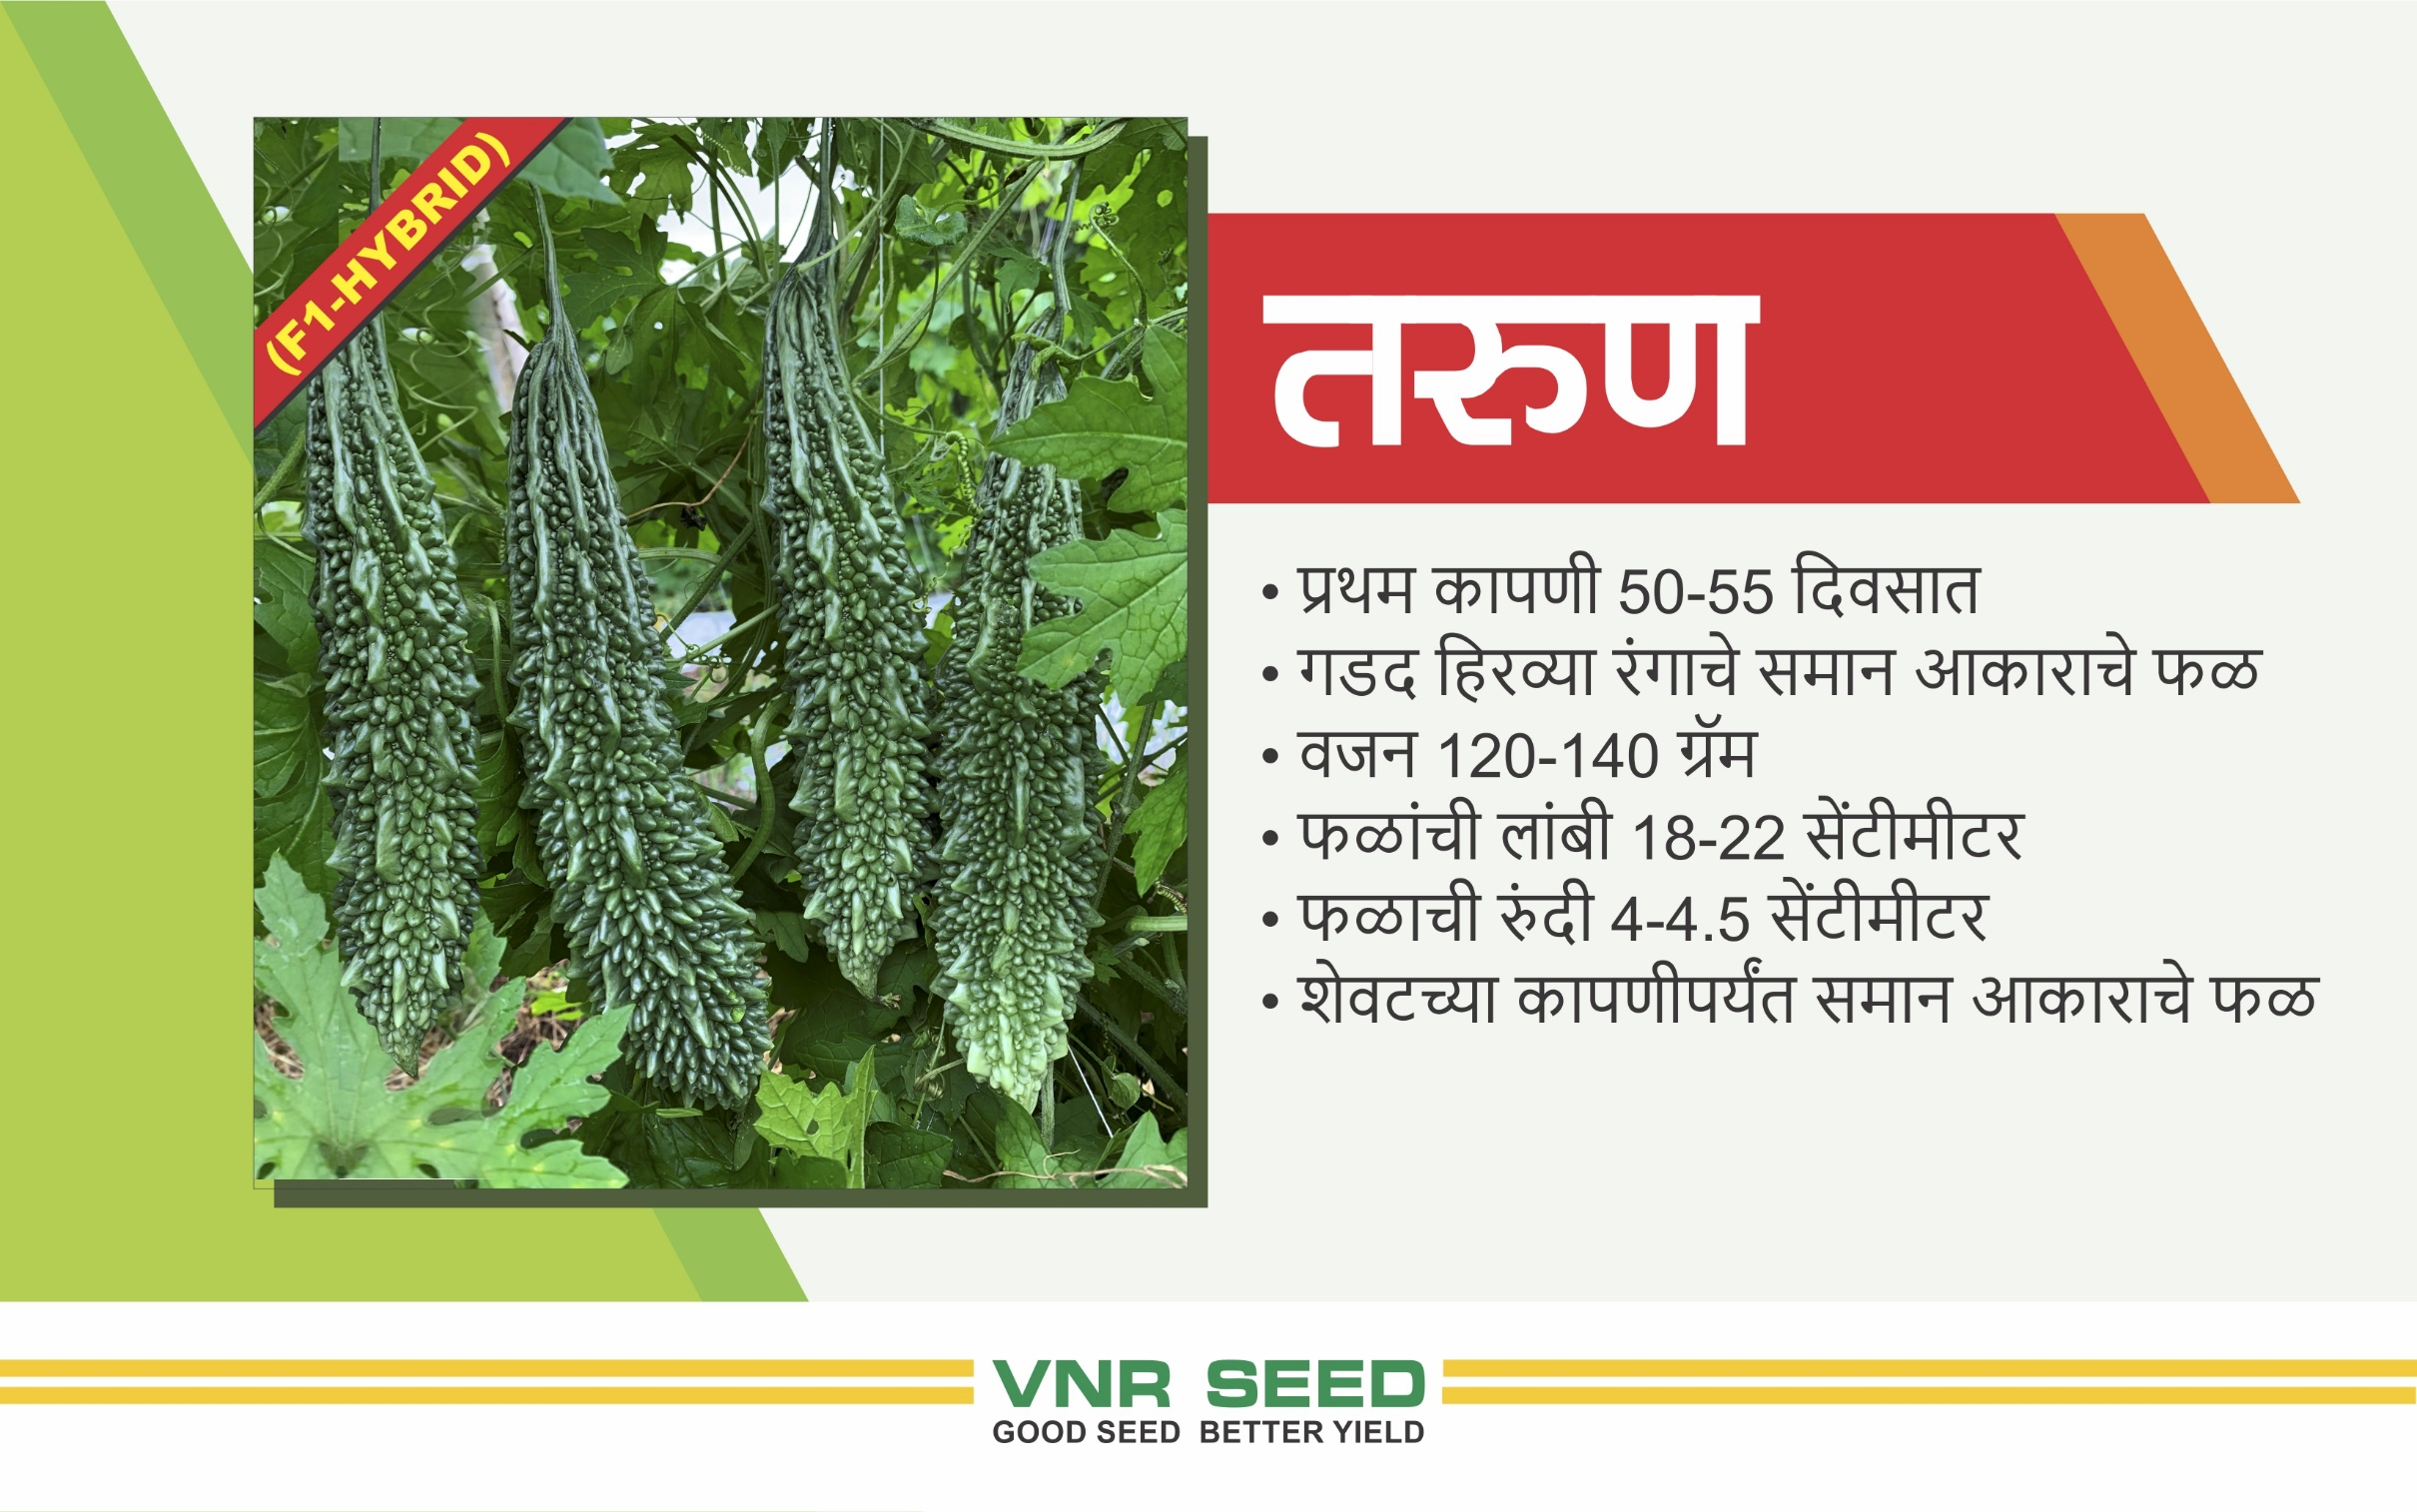 (F1-HYBRID)
तरुण
• प्रथम कापणी 50-55 दिवसात
• गडद हिरव्या रंगाचे समान आकाराचे फळ
• वजन 120-140 ग्रॅम
• फळांची लांबी 18-22 सेंटीमीटर
• फळाची रुंदी 4-4.5 सेंटीमीटर
• शेवटच्या कापणीपर्यंत समान आकाराचे फळ
VNR SEED
GOOD SEED BETTER YIELD